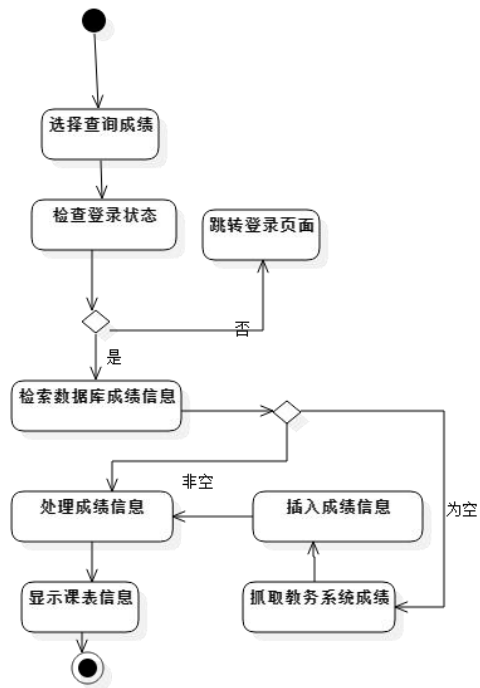 选择查询成绩
检查登录状态
跳转登录页面
否
是
检索数据库成绩信息
非空
为空
处理成绩信息
插入成绩信息
显示课表信息
抓取教务系统成绩